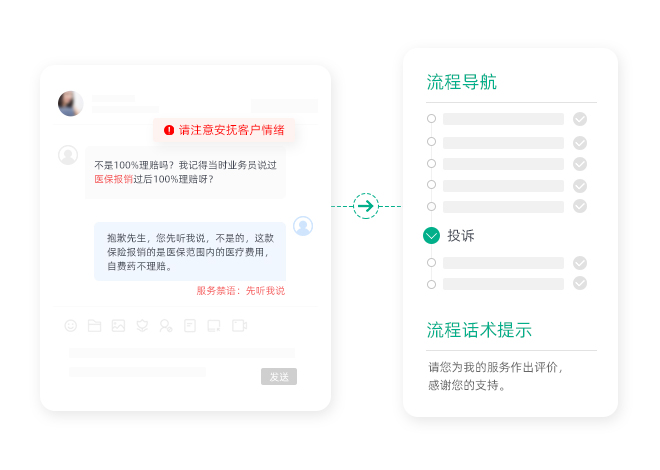 请注意安抚客户情绪
不是100%理赔吗？我记得当时业务员说过
医保报销过后100%理赔呀？
抱歉先生，您先听我说，不是的，这款
保险报销的是医保范围内的医疗费用，
自费药不理赔。
服务禁语：先听我说
发送
流程导航
投诉
流程话术提示
请您为我的服务作出评价，
感谢您的支持。